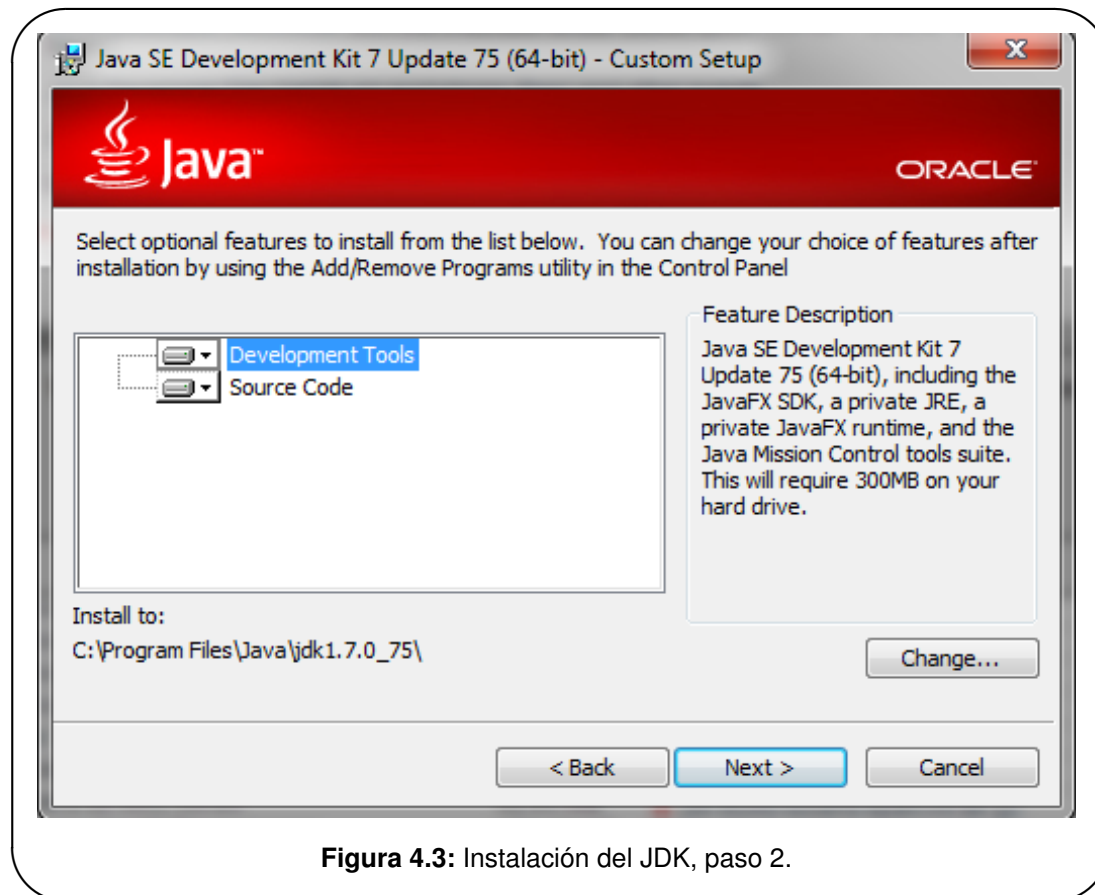 Java SE Development Kit 7 Update 75 (64-bit) - Custom Setup
Java™
ORACLE
Select optional features to install from the list below. You can change your choice of features after
installation by using the Add/Remove Programs utility in the Control Panel
Development Tools
Source Code
Feature Description
Java SE Development Kit 7
Update 75 (64-bit), including the
JavaFX SDK, a private JRE, a
private JavaFX runtime, and the
Java Mission Control tools suite.
This will require 300MB on your
hard drive.
Install to:
C:\Program Files\Java\jdk1.7.0_75\
Change...
< Back
Next >
Cancel
Figura 4.3: Instalación del JDK, paso 2.